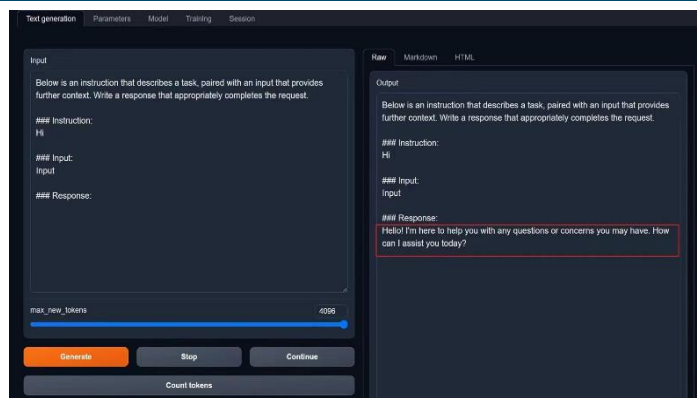 Text generation Parameters Model Training Session
Input
Below is an instruction that describes a task, paired with an input that provides
further context. Write a response that appropriately completes the request.
### Instruction:
Hi
### Input:
Input
### Response:
max_new_tokens
4096
Generate Stop Continue
Count tokens
Raw Markdown HTML
Output
Below is an instruction that describes a task, paired with an input that provides
further context. Write a response that appropriately completes the request.
### Instruction:
Hi
### Input:
Input
### Response:
Hello! I'm here to help you with any questions or concerns you may have. How
can I assist you today?